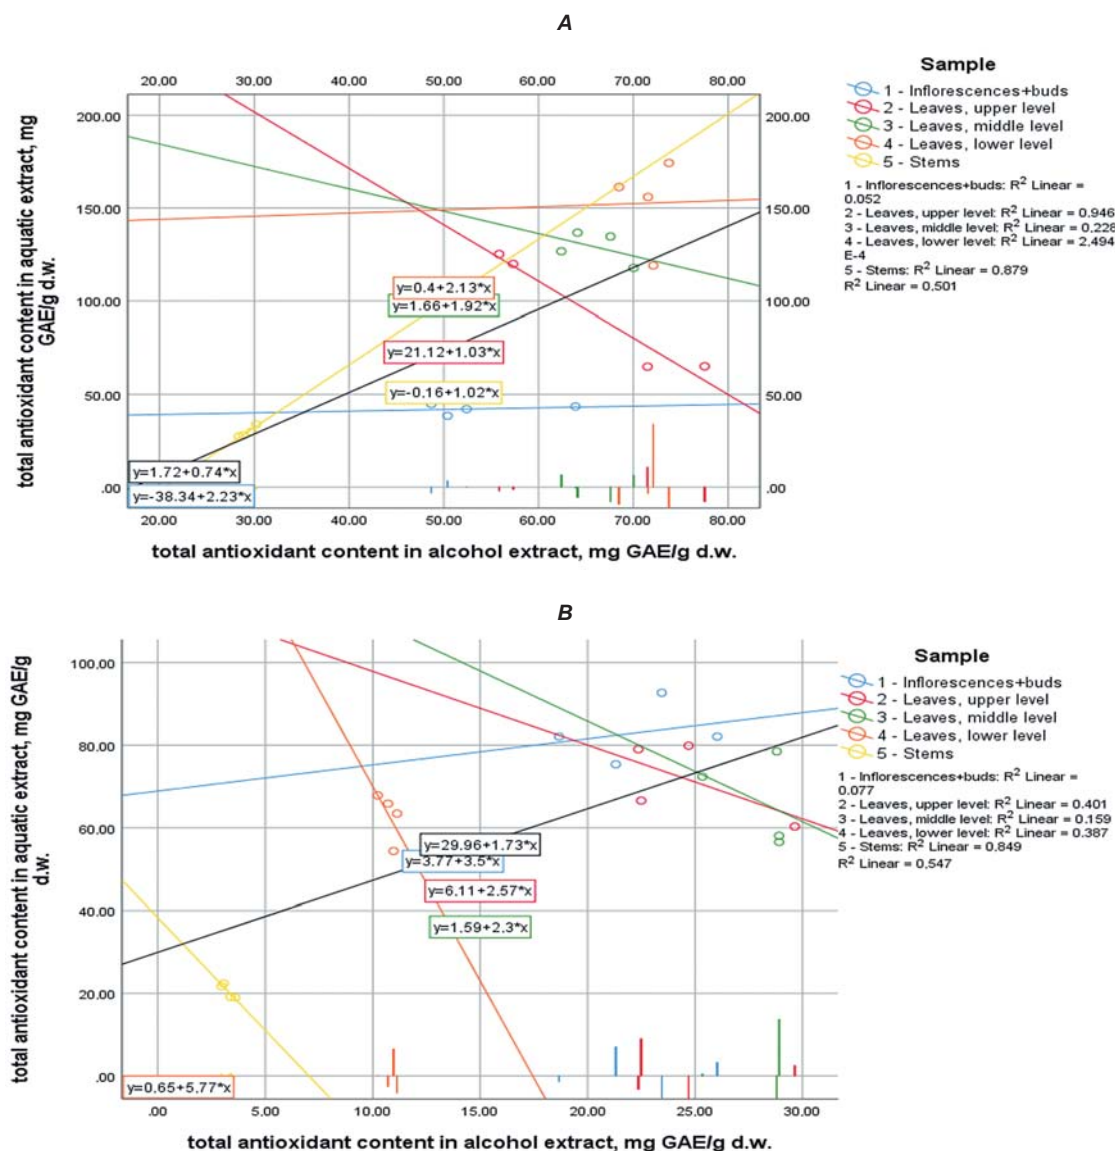 A
20.00 30.00 40.00 50.00 60.00 70.00 80.00
200.00 200.00
150.00 150.00
100.00 100.00
50.00 50.00
.00 .00
20.00 30.00 40.00 50.00 60.00 70.00 80.00
total antioxidant content in aquatic extract, mg
GAE/g d.w.
total antioxidant content in alcohol extract, mg GAE/g d.w.
y=0.4+2.13*x
y=1.66+1.92*x
y=21.12+1.03*x
y=-0.16+1.02*x
y=1.72+0.74*x
y=-38.34+2.23*x
Sample
1 - Inflorescences+buds
2 - Leaves, upper level
3 - Leaves, middle level
4 - Leaves, lower level
5 - Stems
1 - Inflorescences+buds: R² Linear =
0.052
2 - Leaves, upper level: R² Linear = 0.946
3 - Leaves, middle level: R² Linear = 0.228
4 - Leaves, lower level: R² Linear = 2.494
E-4
5 - Stems: R² Linear = 0.879
R² Linear = 0.501
B
100.00
80.00
60.00
40.00
20.00
.00
.00 5.00 10.00 15.00 20.00 25.00 30.00
total antioxidant content in aquatic extract, mg GAE/g
d.w.
total antioxidant content in alcohol extract, mg GAE/g d.w.
y=29.96+1.73*x
y=3.77+3.5*x
y=6.11+2.57*x
y=1.59+2.3*x
y=0.65+5.77*x
Sample
1 - Inflorescences+buds
2 - Leaves, upper level
3 - Leaves, middle level
4 - Leaves, lower level
5 - Stems
1 - Inflorescences+buds: R² Linear =
0.077
2 - Leaves, upper level: R² Linear = 0.401
3 - Leaves, middle level: R² Linear = 0.159
4 - Leaves, lower level: R² Linear = 0.387
5 - Stems: R² Linear = 0.849
R² Linear = 0,547